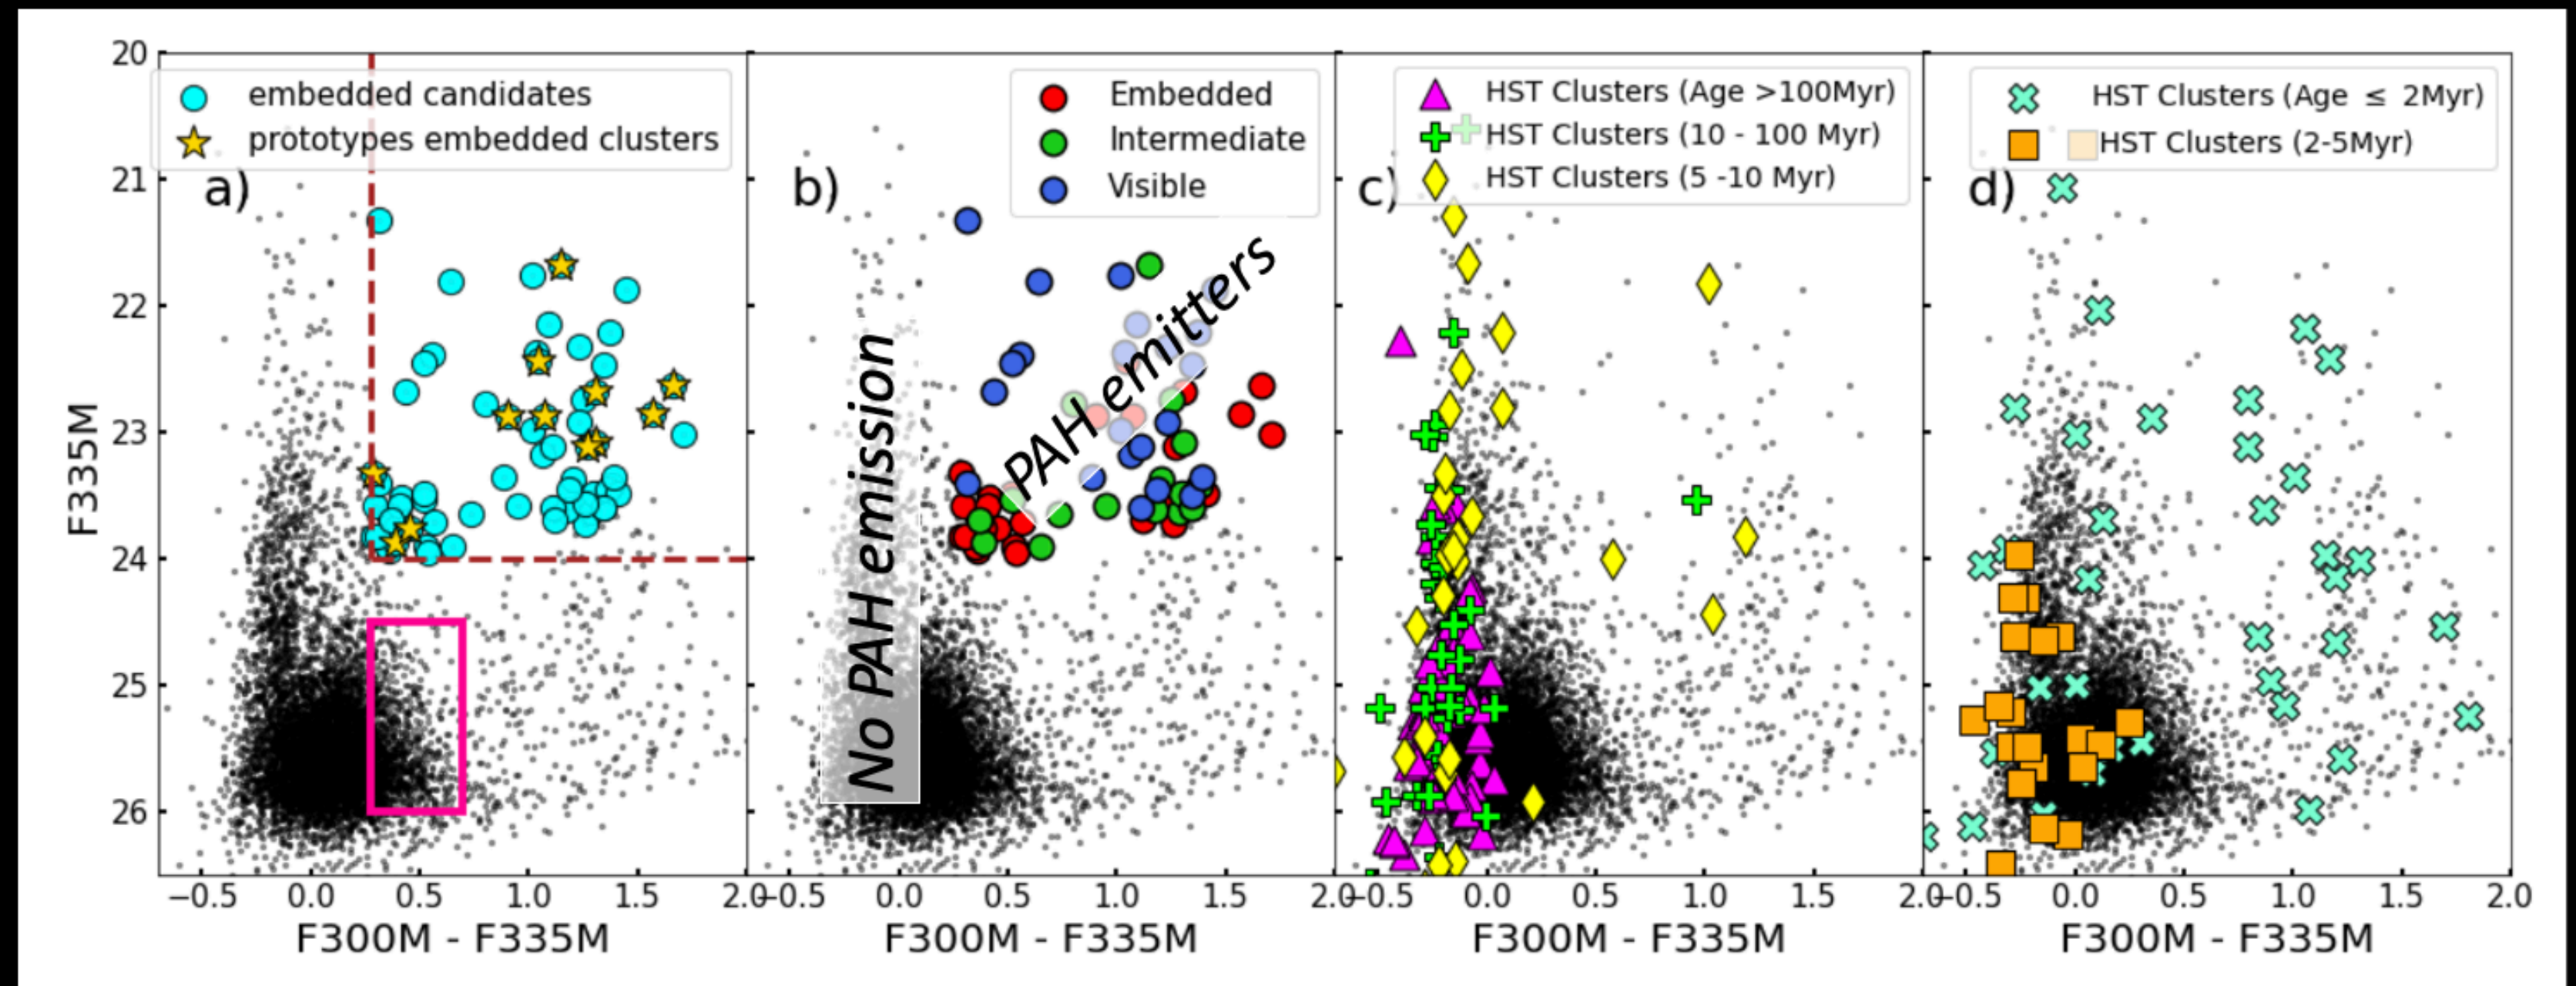 20
21
22
23
24
25
26
F335M
embedded candidates
prototypes embedded clusters
a)
−0.5 0.0 0.5 1.0 1.5 2.0
F300M - F335M
Embedded
Intermediate
Visible
b)
PAH emitters
No PAH emission
−0.5 0.0 0.5 1.0 1.5 2.0
F300M - F335M
HST Clusters (Age >100Myr)
HST Clusters (10 - 100 Myr)
HST Clusters (5 -10 Myr)
c)
−0.5 0.0 0.5 1.0 1.5 2.0
F300M - F335M
HST Clusters (Age ≤ 2Myr)
HST Clusters (2-5Myr)
d)
−0.5 0.0 0.5 1.0 1.5 2.0
F300M - F335M